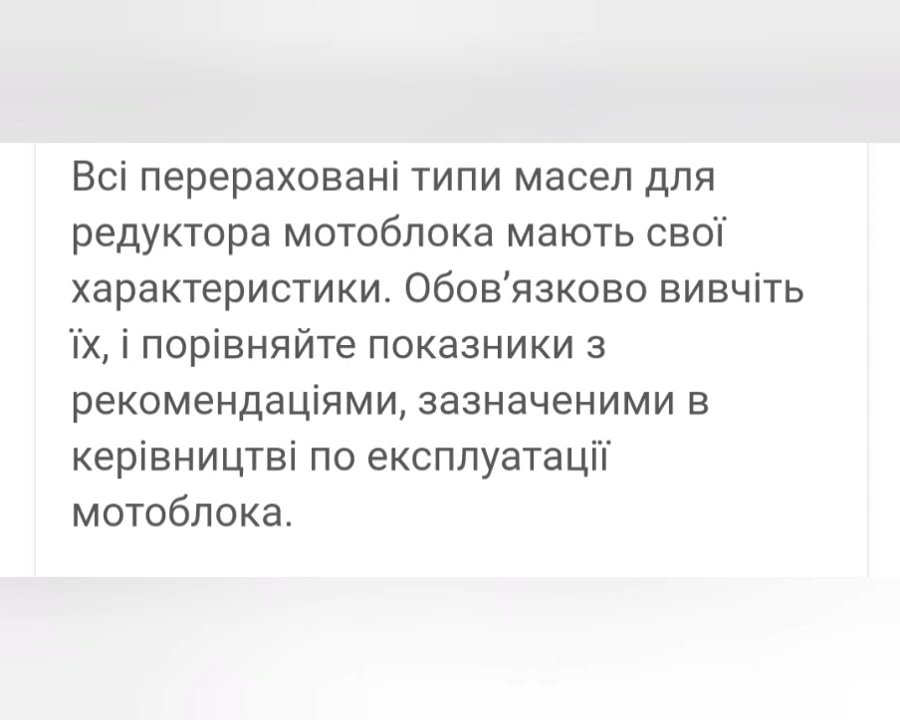 Всі перераховані типи масел для
редуктора мотоблока мають свої
характеристики. Обов’язково вивчіть
їх, і порівняйте показники з
рекомендаціями, зазначеними в
керівництві по експлуатації
мотоблока.